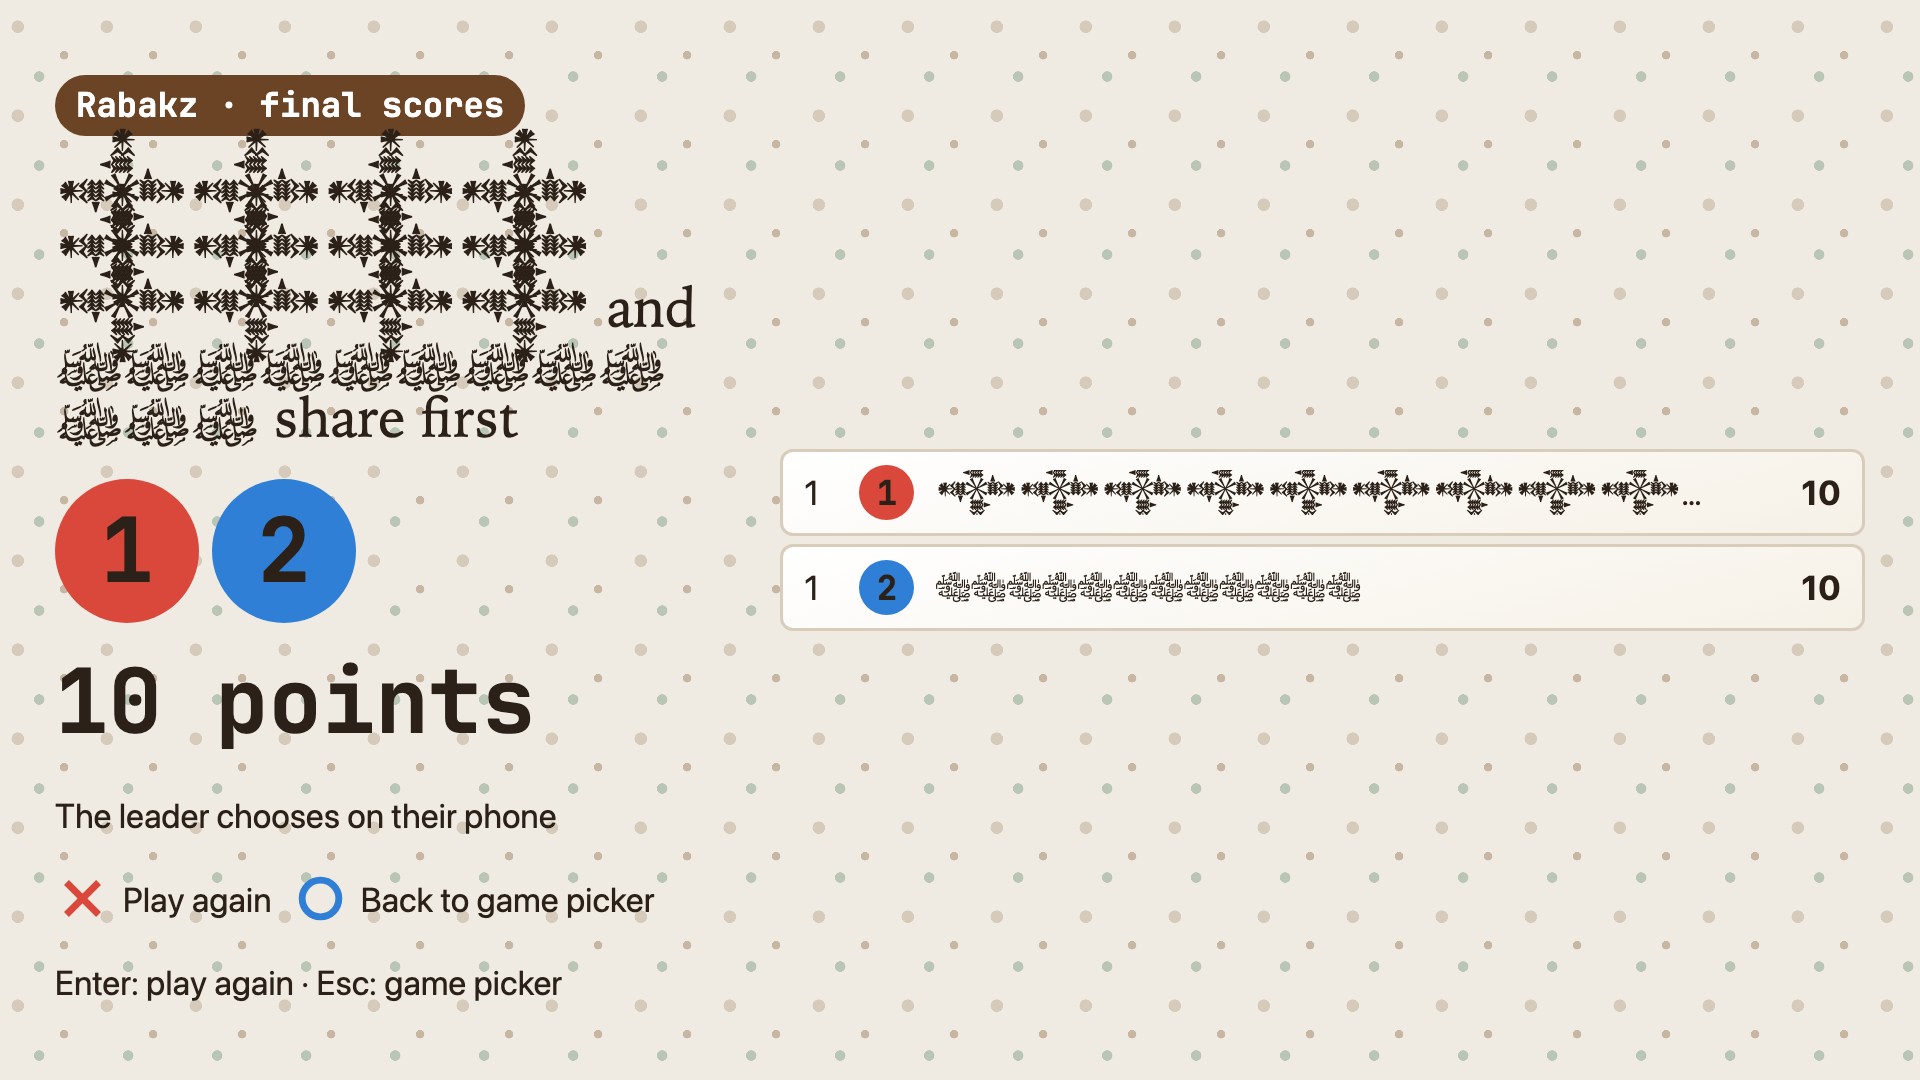 Rabakz · final scores
and
ﷺﷺﷺﷺﷺﷺﷺﷺﷺ
ﷺﷺﷺ share first
1 2
10 points
The leader chooses on their phone
Play again Back to game picker
Enter: play again · Esc: game picker
1 1 … 10
1 2 ﷺﷺﷺﷺﷺﷺﷺﷺﷺﷺﷺﷺ 10